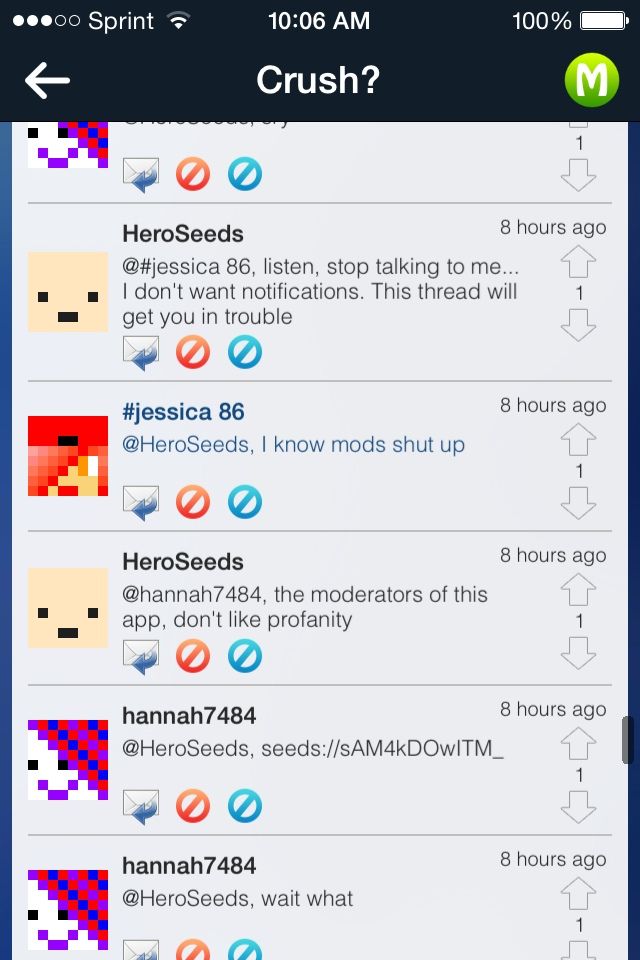 Sprint 10:06 AM 100%
Crush? M
1
HeroSeeds 8 hours ago
@#jessica 86, listen, stop talking to me...
I don't want notifications. This thread will
get you in trouble
1
#jessica 86 8 hours ago
@HeroSeeds, I know mods shut up
1
HeroSeeds 8 hours ago
@hannah7484, the moderators of this
app, don't like profanity
1
hannah7484 8 hours ago
@HeroSeeds, seeds://sAM4kDOwITM_
1
hannah7484 8 hours ago
@HeroSeeds, wait what
1